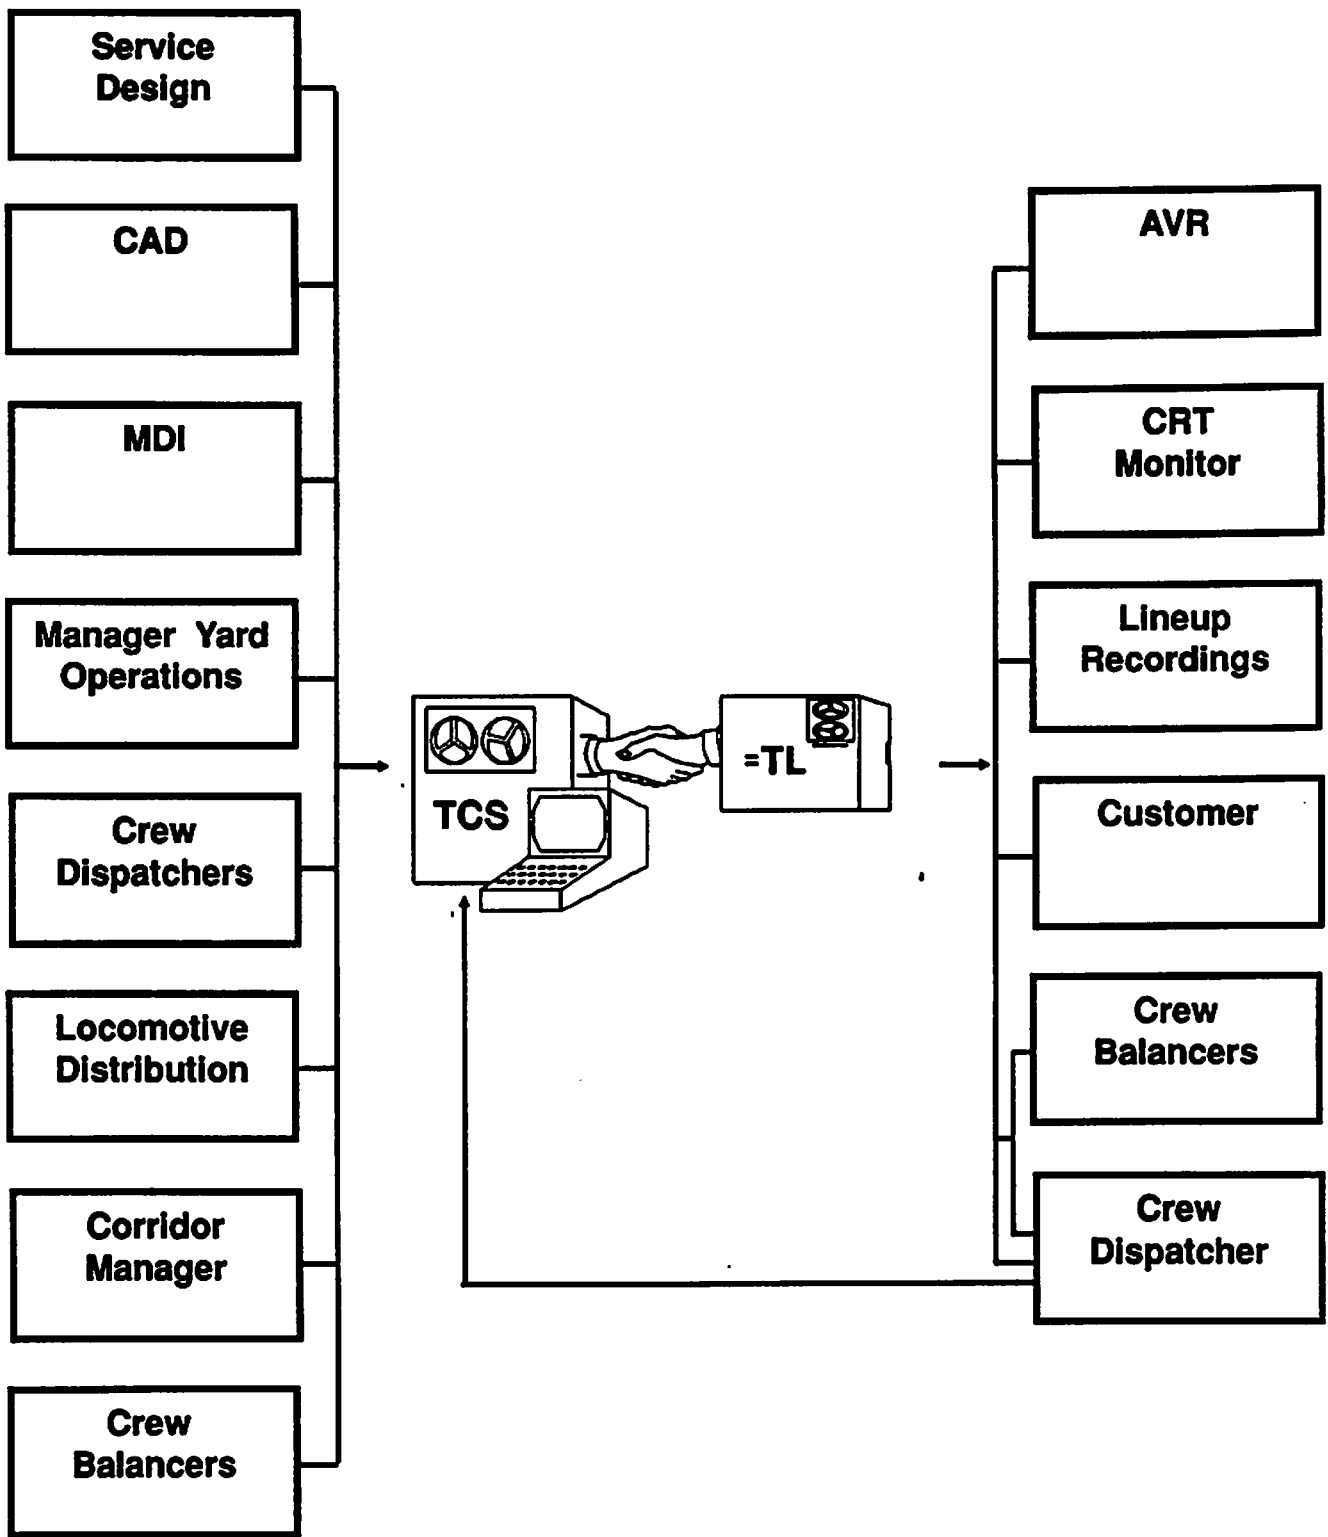 Service
Design
CAD
MDI
Manager Yard
Operations
Crew
Dispatchers
Locomotive
Distribution
Corridor
Manager
Crew
Balancers
TCS
=TL
AVR
CRT
Monitor
Lineup
Recordings
Customer
Crew
Balancers
Crew
Dispatcher